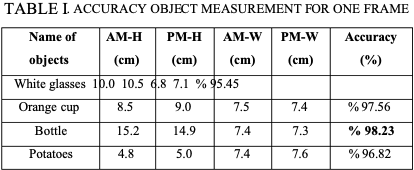 TABLE I. ACCURACY OBJECT MEASUREMENT FOR ONE FRAME
Name of objects AM-H (cm) PM-H (cm) AM-W (cm) PM-W (cm) Accuracy (%)
White glasses 10.0 10.5 6.8 7.1 % 95.45
Orange cup 8.5 9.0 7.5 7.4 % 97.56
Bottle 15.2 14.9 7.4 7.3 % 98.23
Potatoes 4.8 5.0 7.4 7.6 % 96.82